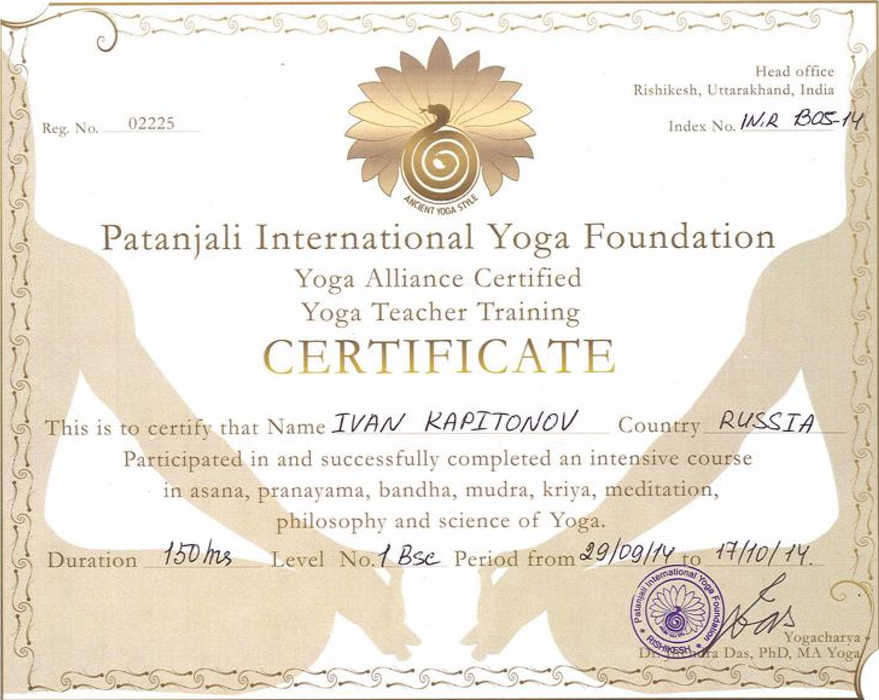 Head office
Rishikesh, Uttarakhand, India
Reg. No. 02225
Index No. IN.R B05-14
ANCIENT YOGA STYLE
Patanjali International Yoga Foundation
Yoga Alliance Certified
Yoga Teacher Training
CERTIFICATE
This is to certify that Name IVAN KAPITONOV Country RUSSIA
Participated in and successfully completed an intensive course
in asana, pranayama, bandha, mudra, kriya, meditation,
philosophy and science of Yoga.
Duration 150 hrs Level No. 1 Bsc Period from 29/09/14 to 17/10/14.
Patanjali International Yoga Foundation
RISHIKESH
Yogacharya
Das, PhD, MA Yoga